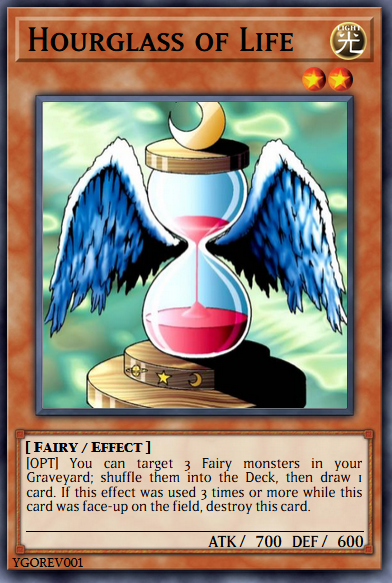 Hourglass of Life
LIGHT
光
[ Fairy / Effect ]
[OPT] You can target 3 Fairy monsters in your
Graveyard; shuffle them into the Deck, then draw 1
card. If this effect was used 3 times or more while this
card was face-up on the field, destroy this card.
ATK / 700 DEF / 600
YGOREV001